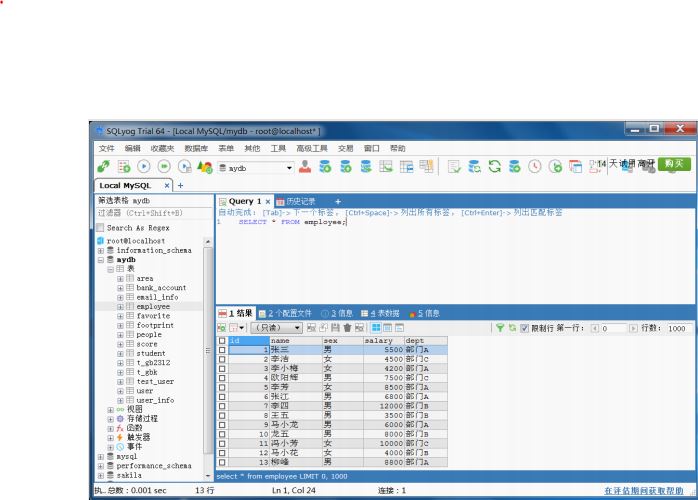 SQLyog Trial 64 - [Local MySQL/mydb - root@localhost* ]
文件 编辑 收藏夹 数据库 表单 其他 工具 高级工具 交易 窗口 帮助
mydb 14 天试用离开 购买
Local MySQL × +
筛选表格 mydb
过滤器 (Ctrl+Shift+B)
Search As Regex
root@localhost
information_schema
mydb
表
area
bank_account
email_info
employee
favorite
footprint
people
score
student
t_gb2312
t_gbk
test_user
user
user_info
视图
存储过程
函数
触发器
事件
mysql
performance_schema
sakila
Query 1 × 历史记录 +
自动完成: [Tab]-> 下一个标签, [Ctrl+Space]-> 列出所有标签, [Ctrl+Enter]-> 列出匹配标签
1 SELECT * FROM employee;
1 结果 2 个配置文件 3 信息 4 表数据 5 信息
(只读) 限制行 第一行: 0 行数: 1000
id name sex salary dept
1 张三 男 5500 部门A
2 李洁 女 4500 部门C
3 李小梅 女 4200 部门A
4 欧阳辉 男 7500 部门C
5 李芳 女 8500 部门A
6 张江 男 6800 部门A
7 李四 男 12000 部门B
8 王五 男 3500 部门B
9 马小龙 男 6000 部门A
10 龙五 男 8000 部门B
11 冯小芳 女 10000 部门C
12 马小花 女 4000 部门B
13 柳峰 男 8800 部门A
select * from employee LIMIT 0, 1000
执.. 总数: 0.001 sec 13 行 Ln 1, Col 24 连接: 1 在评估期间获取帮助